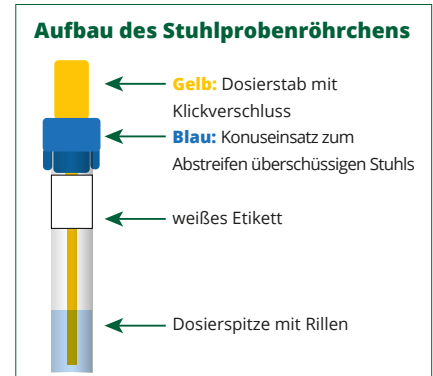 Aufbau des Stuhlprobenröhrchens
Gelb: Dosierstab mit
Klickverschluss
Blau: Konuseinsatz zum
Abstreifen überschüssigen Stuhls
weißes Etikett
Dosierspitze mit Rillen